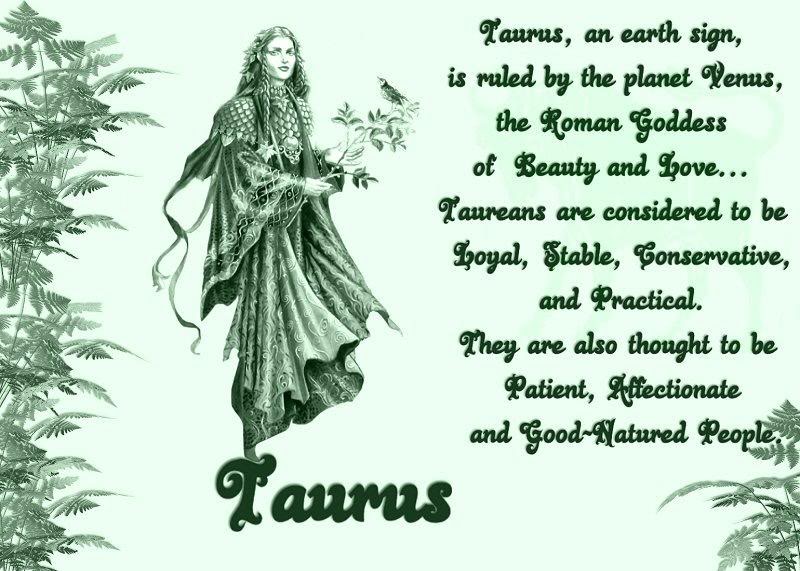 Taurus, an earth sign,
is ruled by the planet Venus,
the Roman Goddess
of Beauty and Love...
Taureans are considered to be
Loyal, Stable, Conservative,
and Practical.
They are also thought to be
Patient, Affectionate
and Good~Natured People.
Taurus